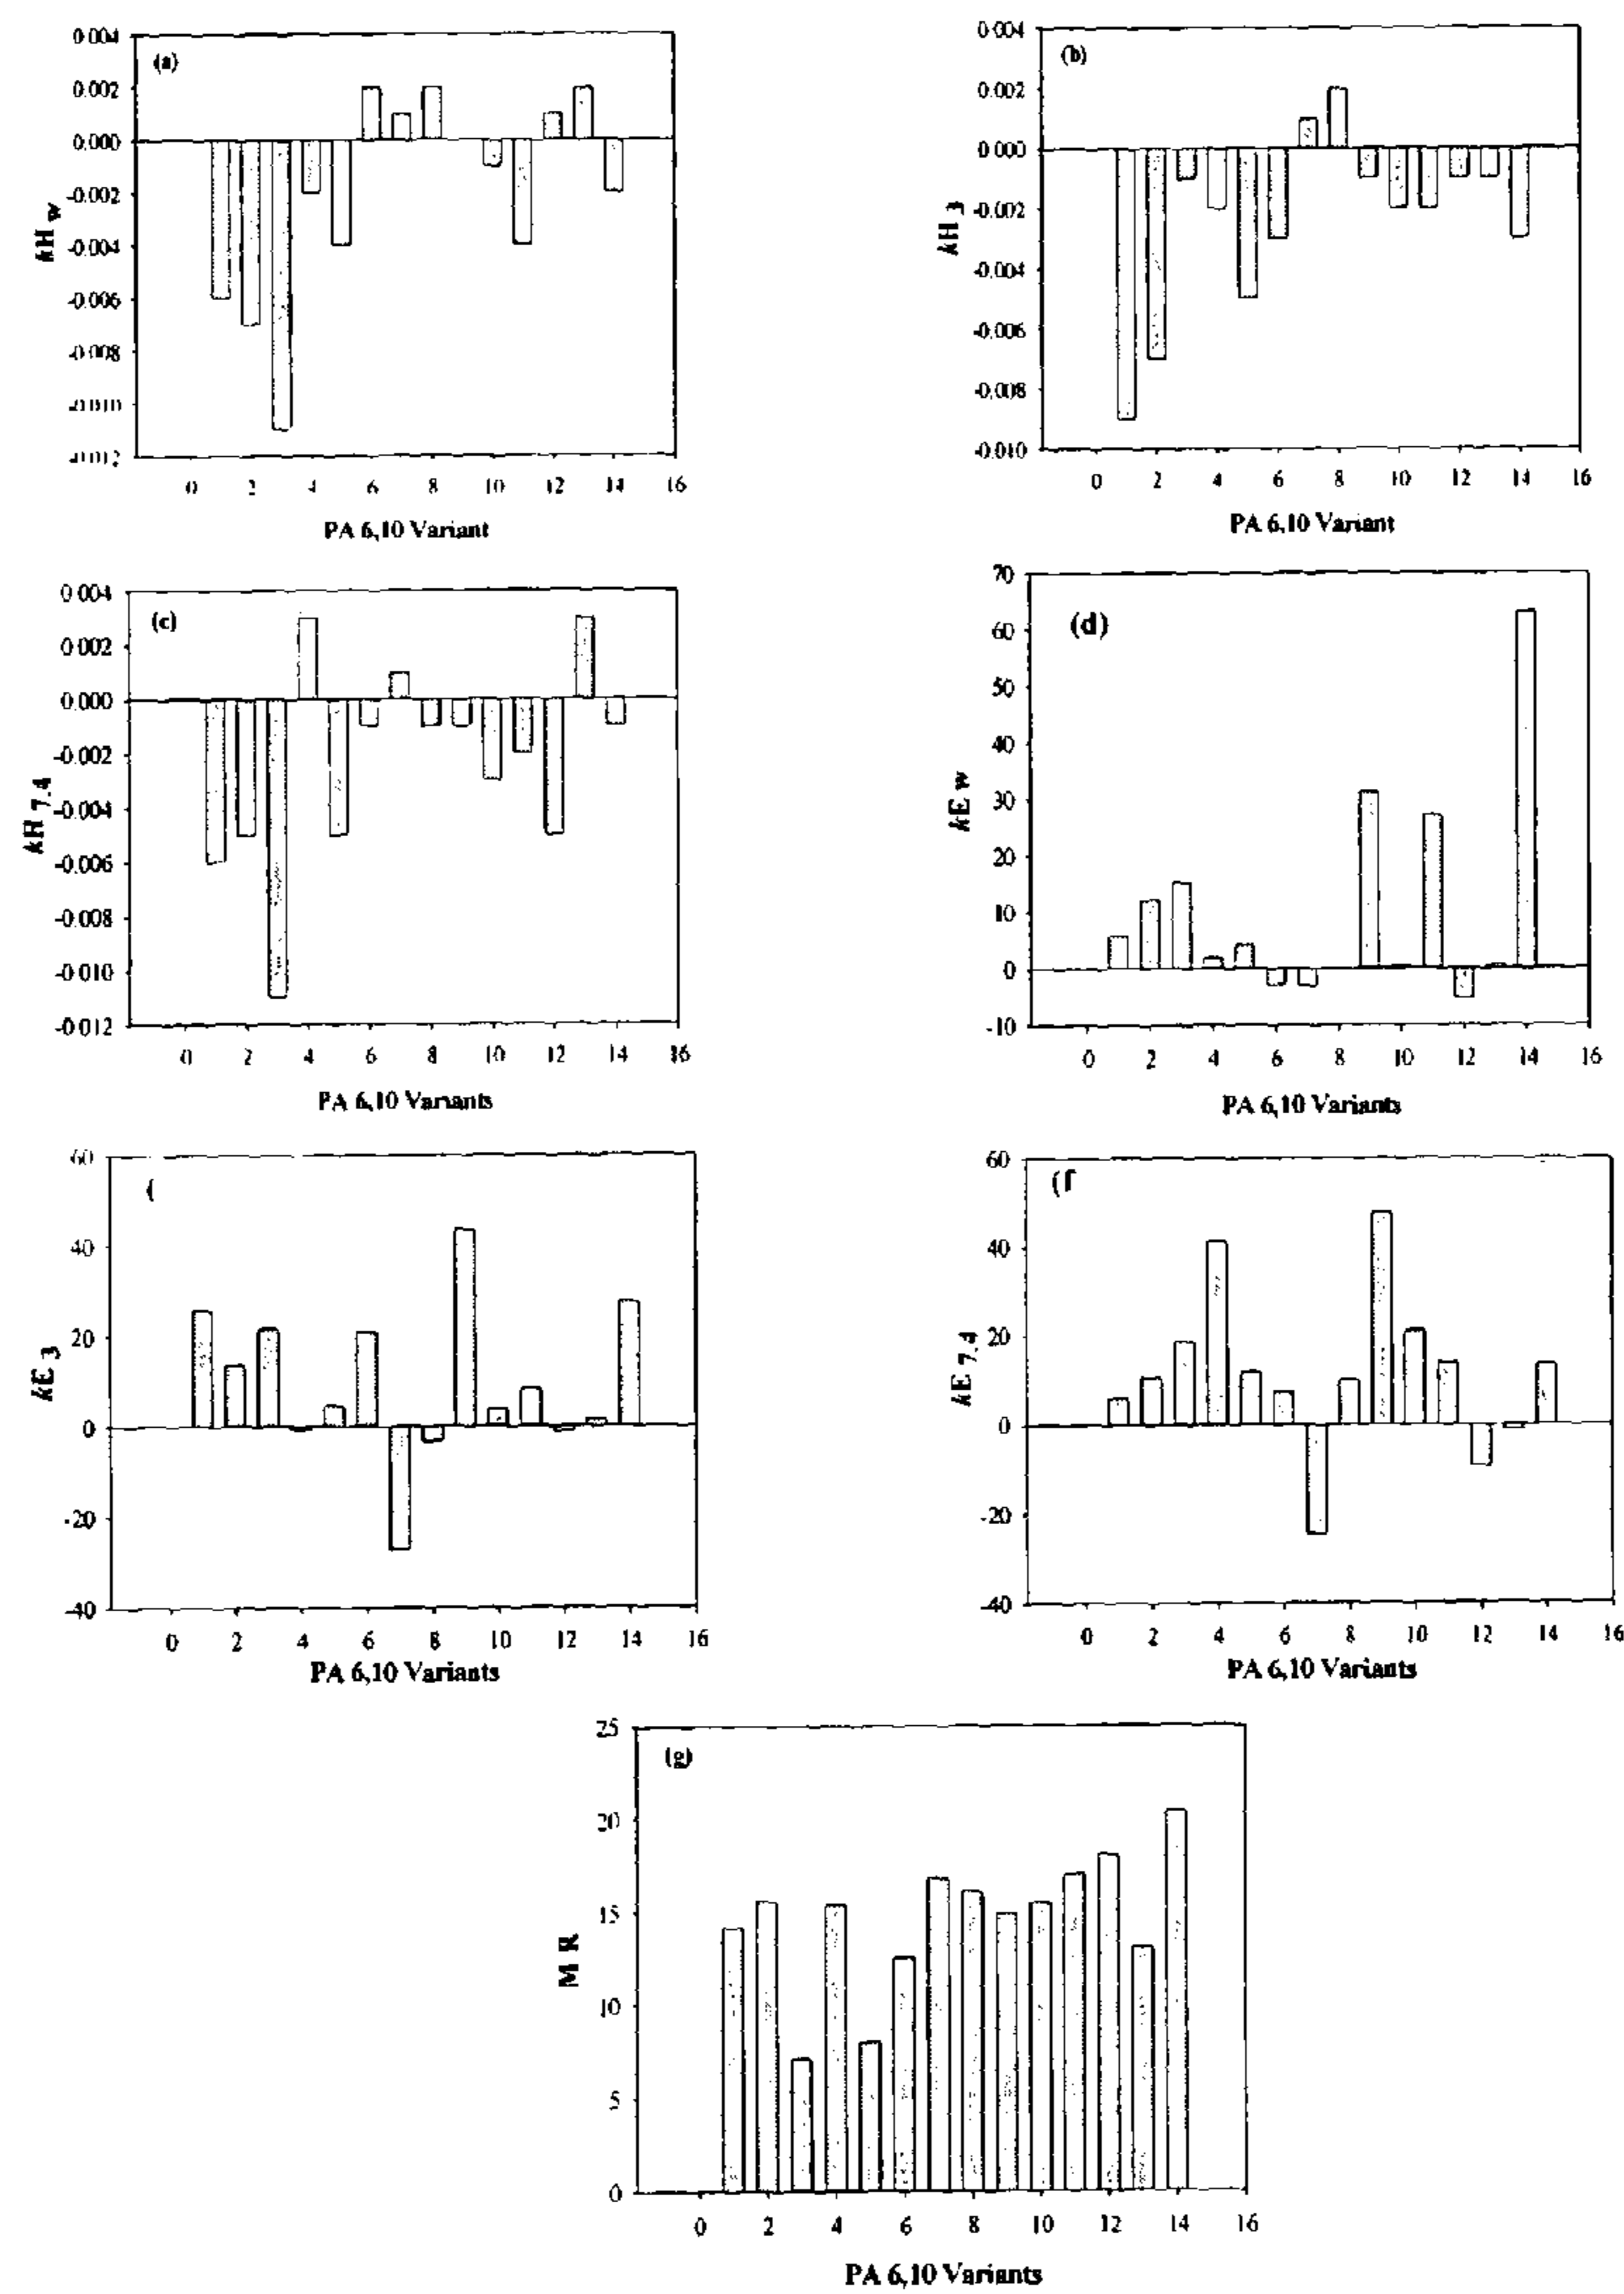 (a)
0.004
0.002
0.000
-0.002
-0.004
-0.006
-0.008
-0.010
-0.012
kH w
0 2 4 6 8 10 12 14 16
PA 6,10 Variant
(b)
0.004
0.002
0.000
-0.002
-0.004
-0.006
-0.008
-0.010
kH 3
0 2 4 6 8 10 12 14 16
PA 6,10 Variant
(c)
0.004
0.002
0.000
-0.002
-0.004
-0.006
-0.008
-0.010
-0.012
kH 7.4
0 2 4 6 8 10 12 14 16
PA 6,10 Variants
(d)
70
60
50
40
30
20
10
0
-10
kE w
0 2 4 6 8 10 12 14 16
PA 6,10 Variants
(
60
40
20
0
-20
-40
kE 3
0 2 4 6 8 10 12 14 16
PA 6,10 Variants
(f
60
40
20
0
-20
-40
kE 7.4
0 2 4 6 8 10 12 14 16
PA 6,10 Variants
(g)
25
20
15
10
5
0
M R
0 2 4 6 8 10 12 14 16
PA 6,10 Variants